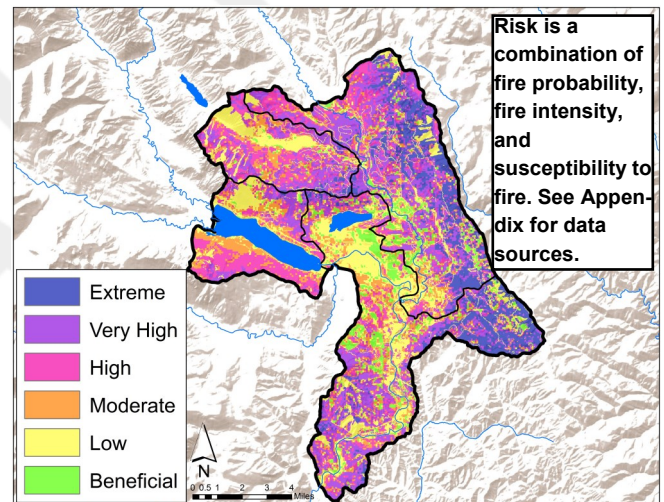 Risk is a
combination of
fire probability,
fire intensity,
and
susceptibility to
fire. See Appen-
dix for data
sources.
Extreme
Very High
High
Moderate
Low
Beneficial
N
0 0.5 1 2 3 4
Miles